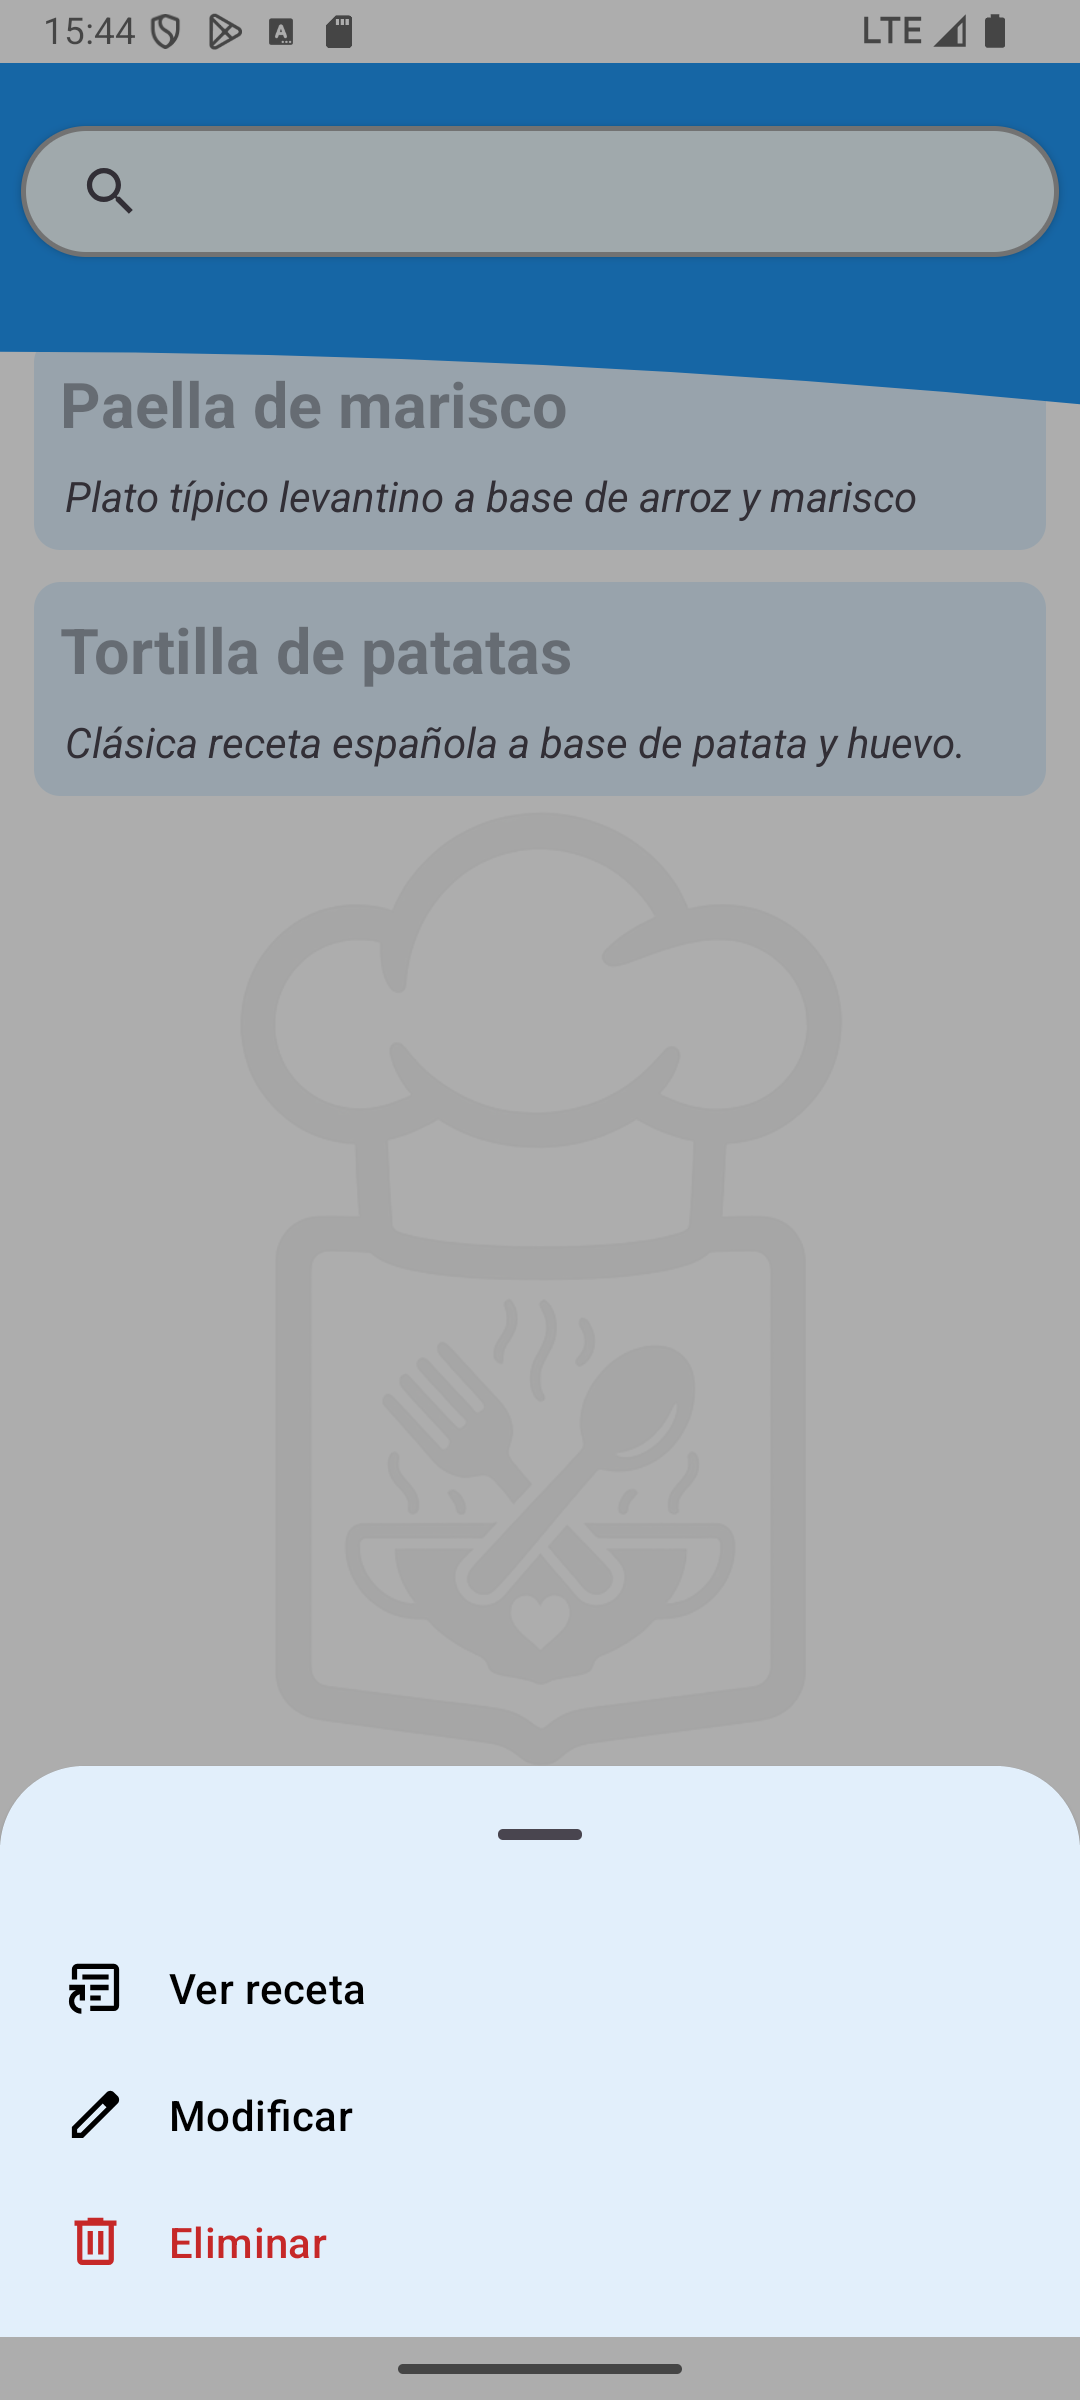 15:44 LTE
Paella de marisco
Plato típico levantino a base de arroz y marisco
Tortilla de patatas
Clásica receta española a base de patata y huevo.
Ver receta
Modificar
Eliminar